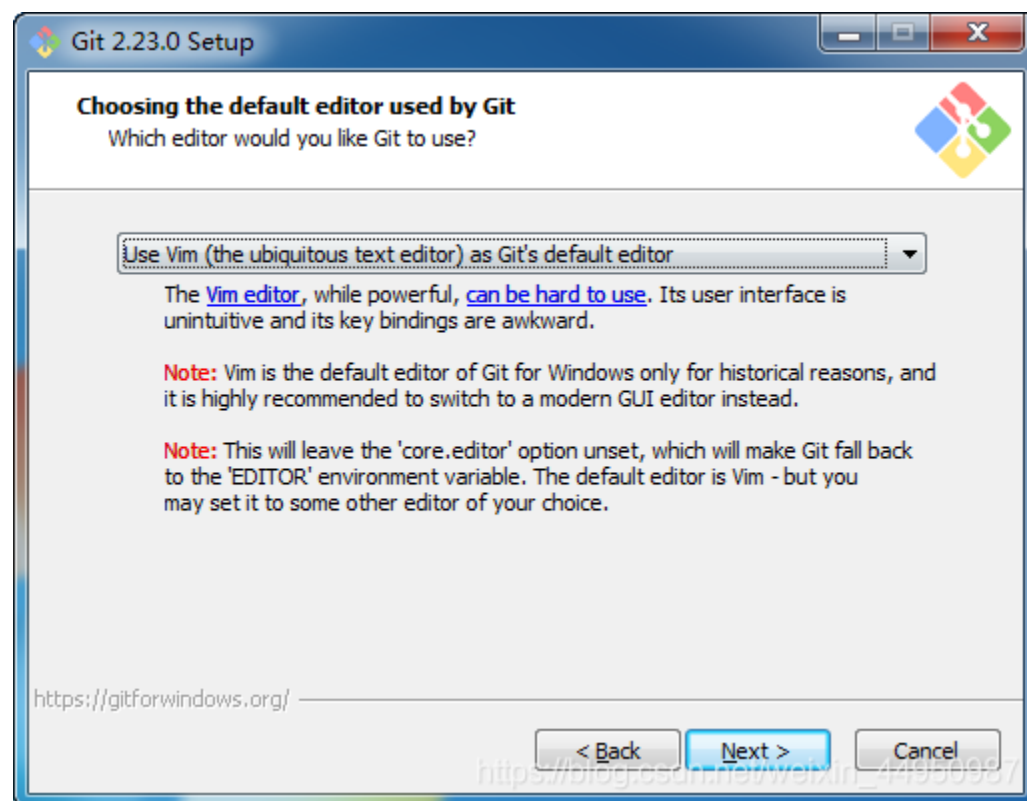 Git 2.23.0 Setup
Choosing the default editor used by Git
Which editor would you like Git to use?
Use Vim (the ubiquitous text editor) as Git's default editor
The Vim editor, while powerful, can be hard to use. Its user interface is
unintuitive and its key bindings are awkward.
Note: Vim is the default editor of Git for Windows only for historical reasons, and
it is highly recommended to switch to a modern GUI editor instead.
Note: This will leave the 'core.editor' option unset, which will make Git fall back
to the 'EDITOR' environment variable. The default editor is Vim - but you
may set it to some other editor of your choice.
https://gitforwindows.org/
< Back Next > Cancel
https://blog.csdn.net/weixin_44950987